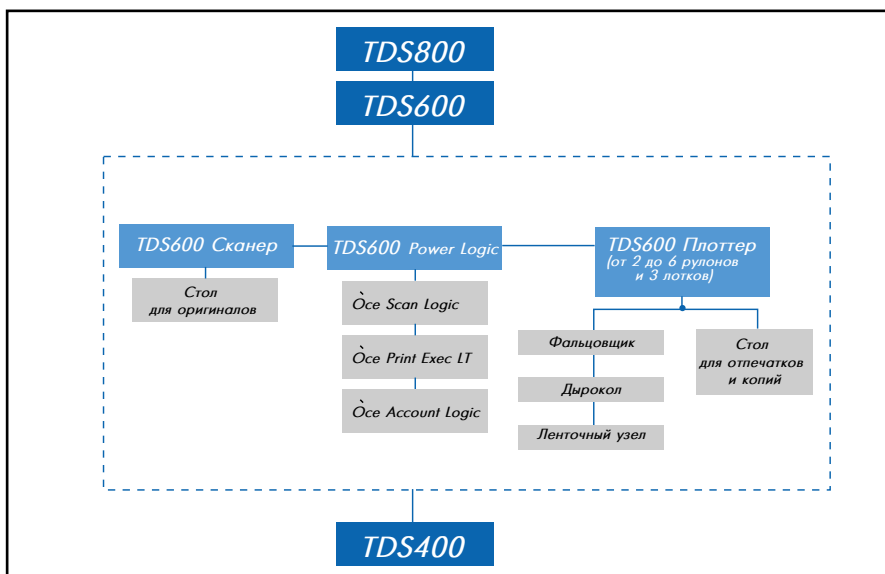 TDS800
TDS600
TDS600 Сканер
Стол
для оригиналов
TDS600 Power Logic
Òce Scan Logic
Òce Print Exec LT
Òce Account Logic
TDS600 Плоттер
(от 2 до 6 рулонов
и 3 лотков)
Фальцовщик
Дырокол
Ленточный узел
Стол
для отпечатков
и копий
TDS400